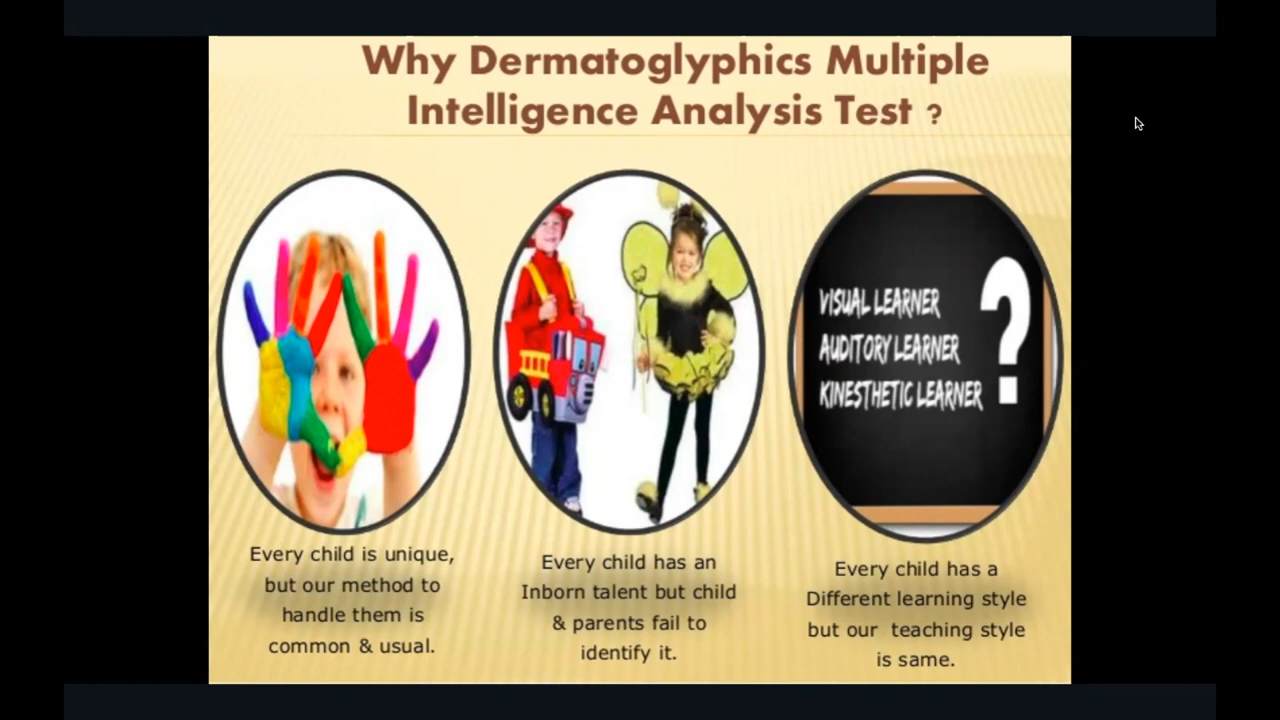 Why Dermatoglyphics Multiple
Intelligence Analysis Test ?
VISUAL LEARNER
AUDITORY LEARNER
KINESTHETIC LEARNER
?
Every child is unique,
but our method to
handle them is
common & usual.
Every child has an
Inborn talent but child
& parents fail to
identify it.
Every child has a
Different learning style
but our teaching style
is same.